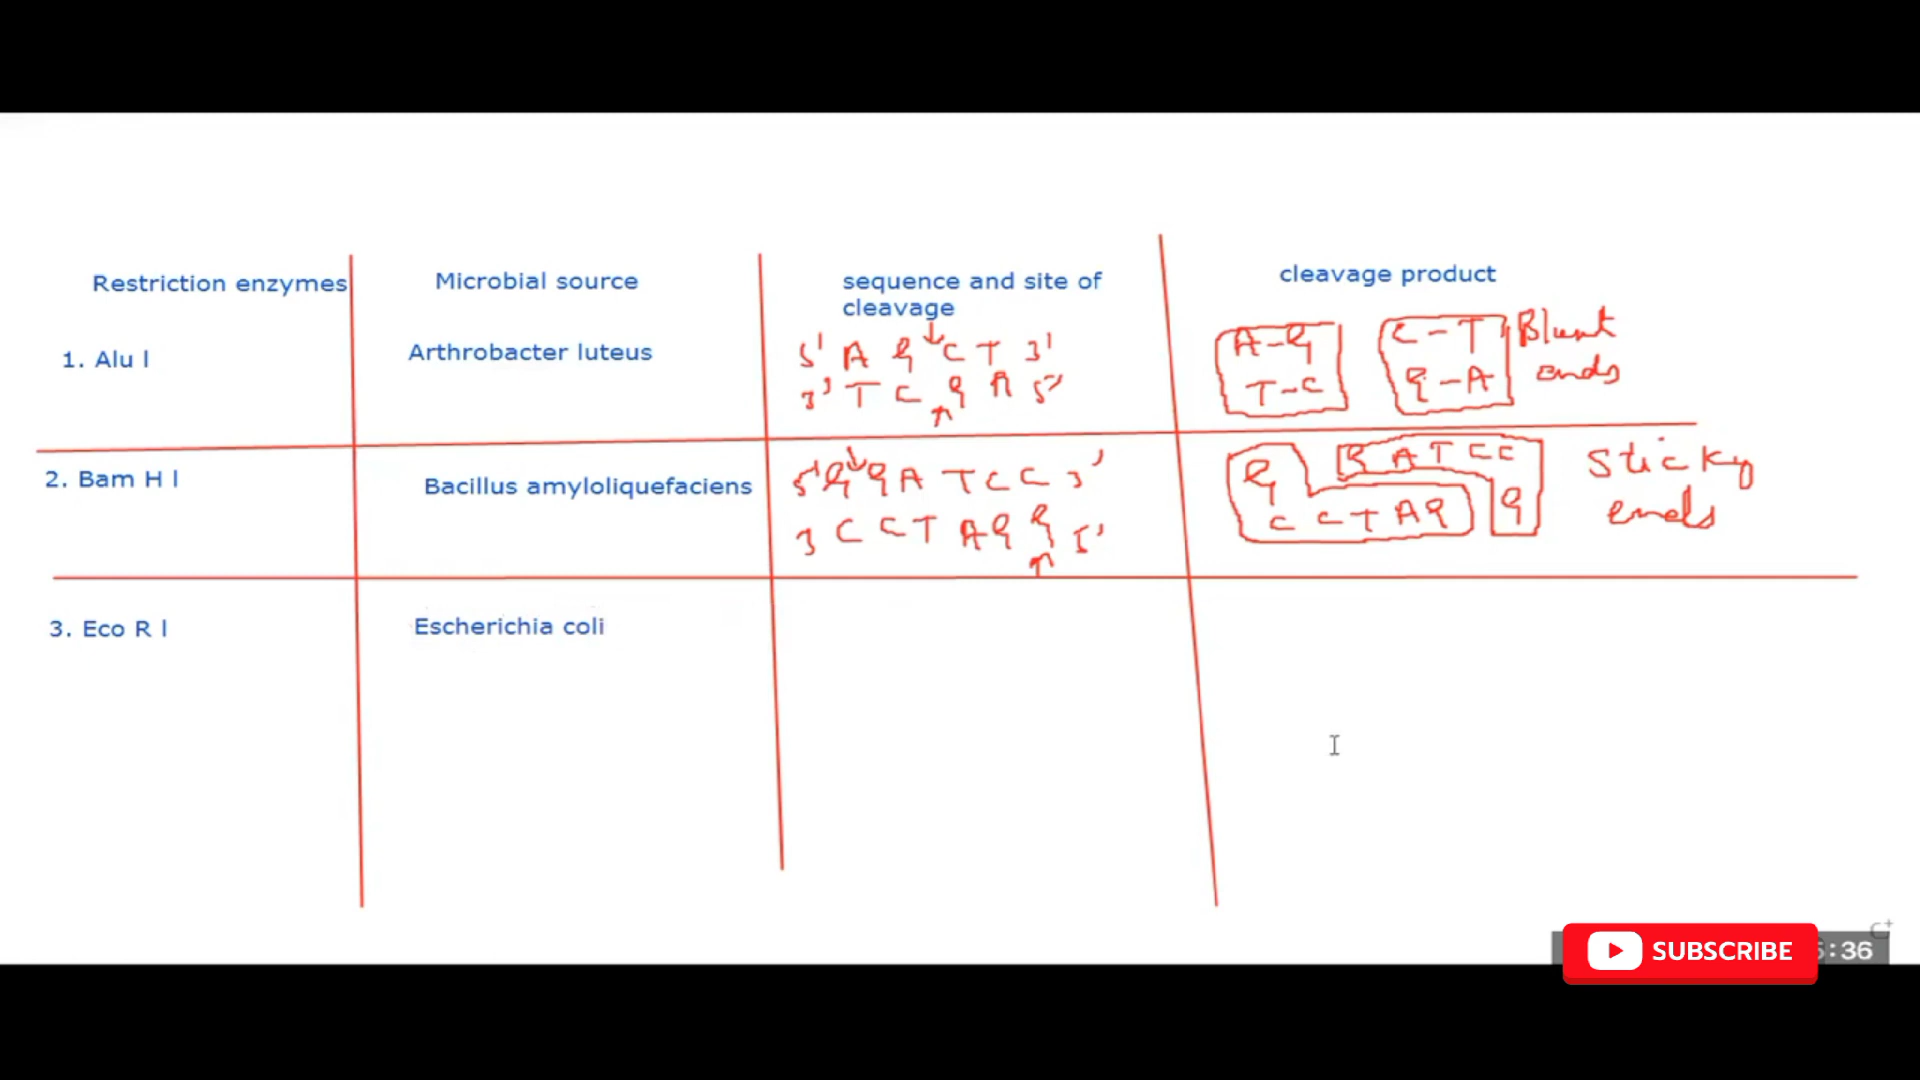 Restriction enzymes
Microbial source
sequence and site of
cleavage
cleavage product
1. Alu l
Arthrobacter luteus
5' A G C T 3'
3' T C G A 5'
A-G
T-C
C-T
G-A
Blunt
ends
2. Bam H l
Bacillus amyloliquefaciens
5' G G A T C C 3'
3 C C T A G G 5'
G
C C T A G
G A T C C
G
Sticky
ends
3. Eco R l
Escherichia coli
SUBSCRIBE
:36